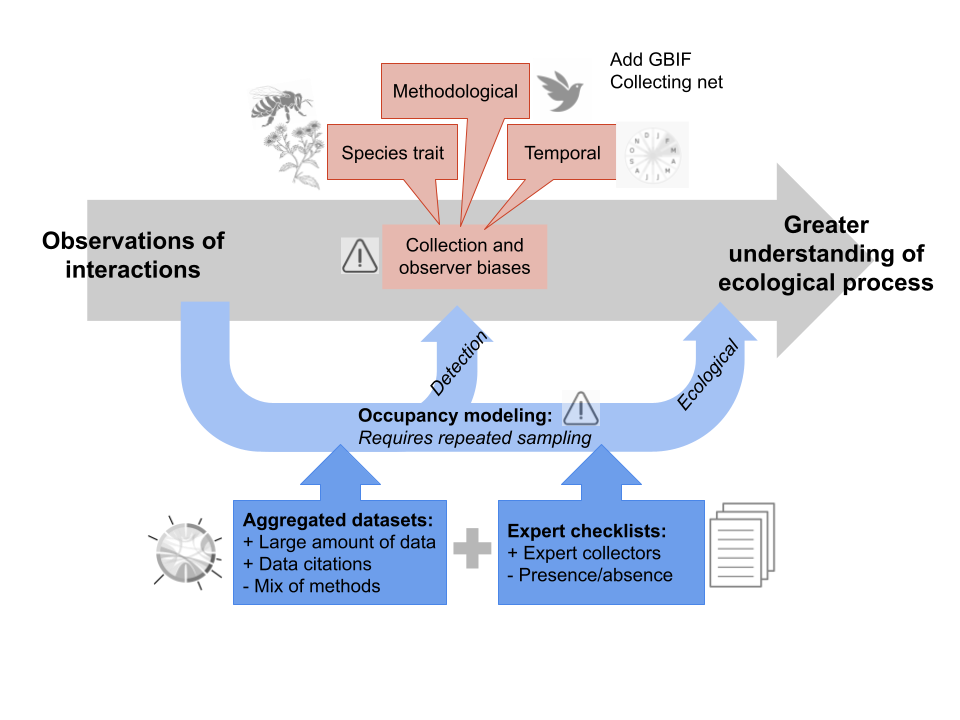 Add GBIF
Collecting net
Methodological
Species trait
Temporal
J
F
M
A
M
J
J
A
S
O
N
D
Observations of
interactions
Collection and
observer biases
Greater
understanding of
ecological process
Detection
Ecological
Occupancy modeling:
Requires repeated sampling
Aggregated datasets:
+ Large amount of data
+ Data citations
- Mix of methods
Expert checklists:
+ Expert collectors
- Presence/absence